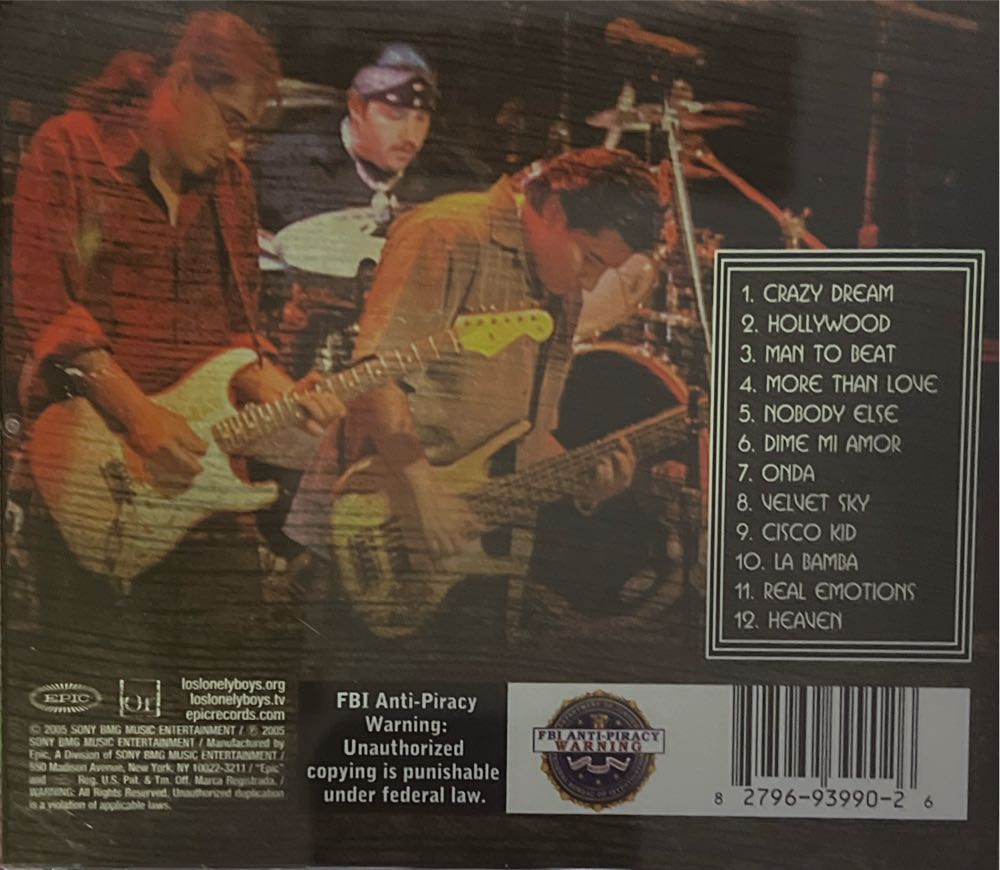 1. CRAZY DREAM
2. HOLLYWOOD
3. MAN TO BEAT
4. MORE THAN LOVE
5. NOBODY ELSE
6. DIME MI AMOR
7. ONDA
8. VELVET SKY
9. CISCO KID
10. LA BAMBA
11. REAL EMOTIONS
12. HEAVEN
EPIC
Or
loslonelyboys.org
loslonelyboys.tv
epicrecords.com
© 2005 SONY BMG MUSIC ENTERTAINMENT / ℗ 2005
SONY BMG MUSIC ENTERTAINMENT / Manufactured by
Epic, A Division of SONY BMG MUSIC ENTERTAINMENT /
550 Madison Avenue, New York, NY 10022-3211 / "Epic"
and Reg. U.S. Pat. & Tm. Off. Marca Registrada. /
WARNING: All Rights Reserved. Unauthorized duplication
is a violation of applicable laws.
FBI Anti-Piracy
Warning:
Unauthorized
copying is punishable
under federal law.
FBI ANTI-PIRACY
WARNING
8 2796-93990-2 6